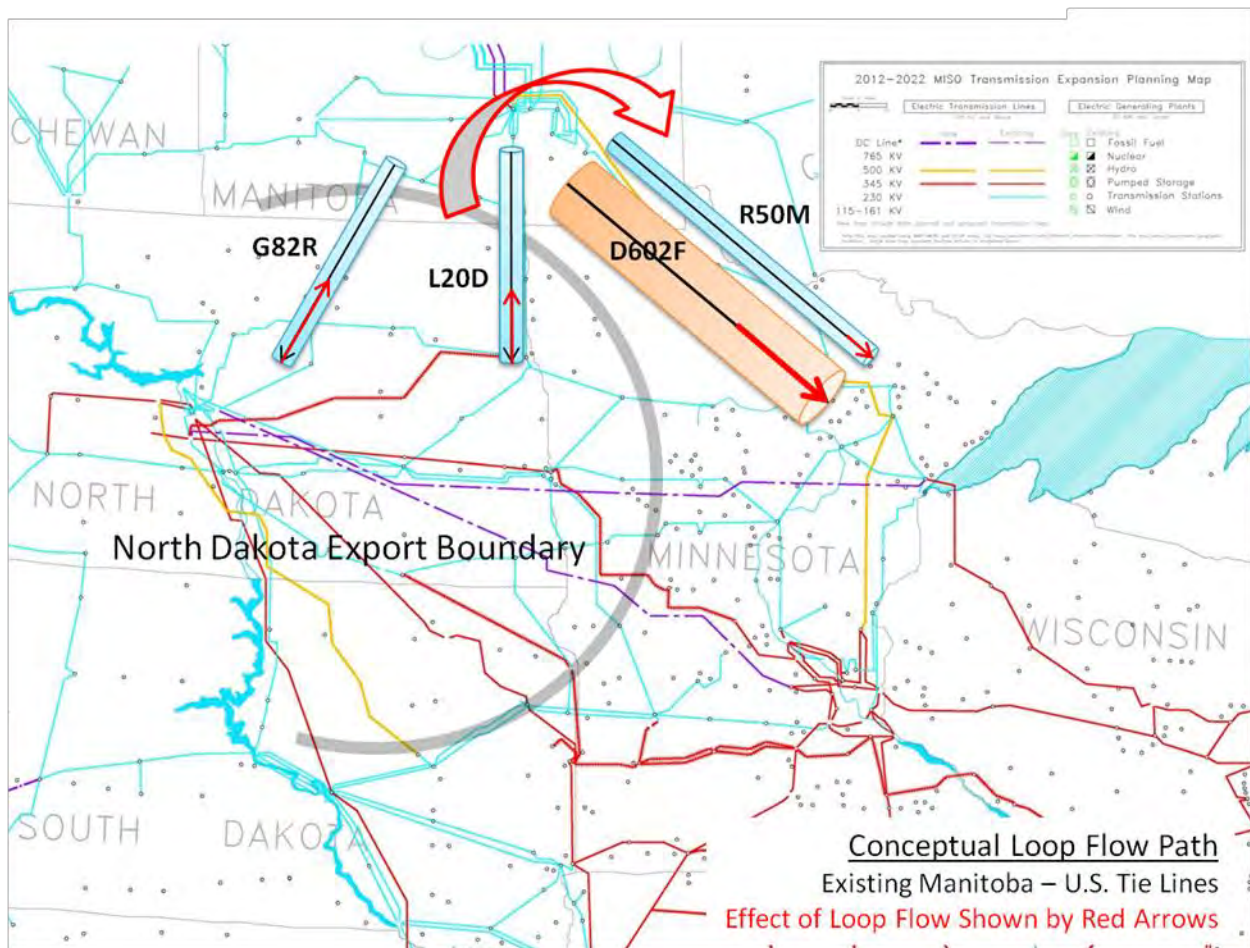 2012-2022 MISO Transmission Expansion Planning Map
Electric Transmission Lines
Electric Generating Plants
Existing
DC Line*
765 KV
500 KV
345 KV
230 KV
115-161 KV
Fossil Fuel
Nuclear
Hydro
Pumped Storage
Transmission Stations
Wind
CHEWAN
MANITOBA
G82R
L20D
D602F
R50M
NORTH DAKOTA
North Dakota Export Boundary
MINNESOTA
WISCONSIN
SOUTH DAKOTA
Conceptual Loop Flow Path
Existing Manitoba – U.S. Tie Lines
Effect of Loop Flow Shown by Red Arrows